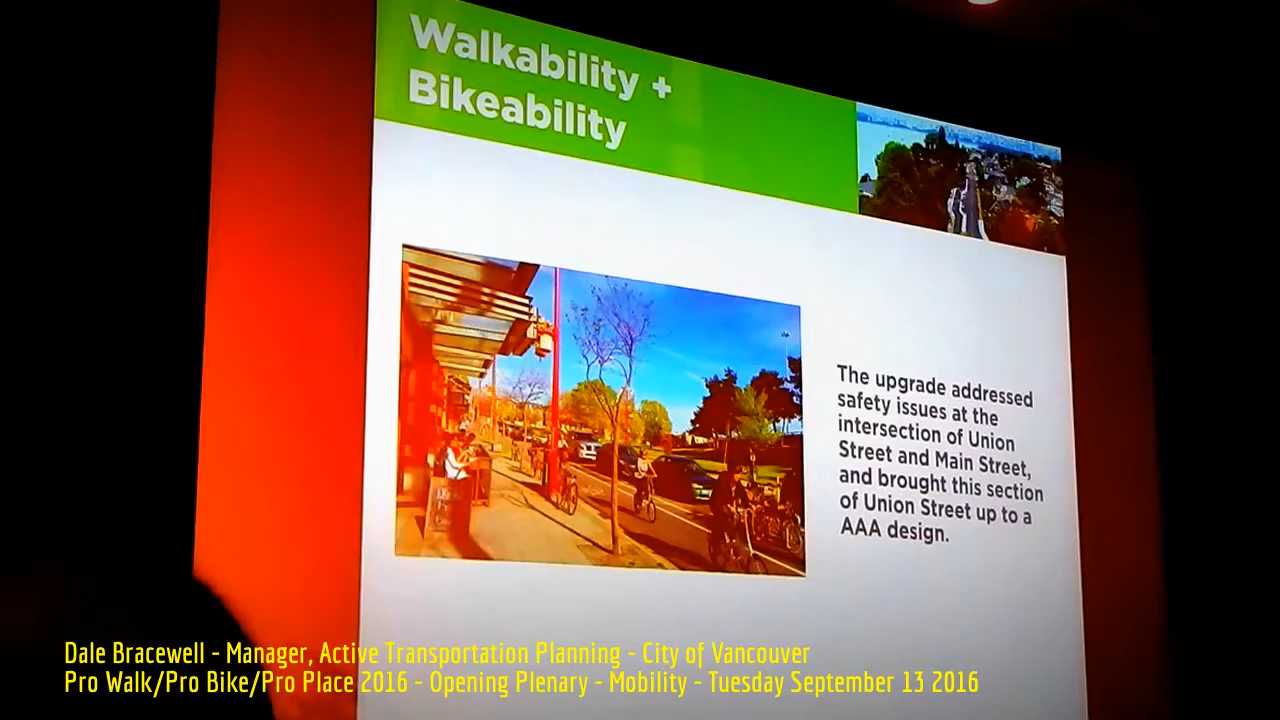 Walkability +
Bikeability
The upgrade addressed
safety issues at the
intersection of Union
Street and Main Street,
and brought this section
of Union Street up to a
AAA design.
Dale Bracewell - Manager, Active Transportation Planning - City of Vancouver
Pro Walk/Pro Bike/Pro Place 2016 - Opening Plenary - Mobility - Tuesday September 13 2016